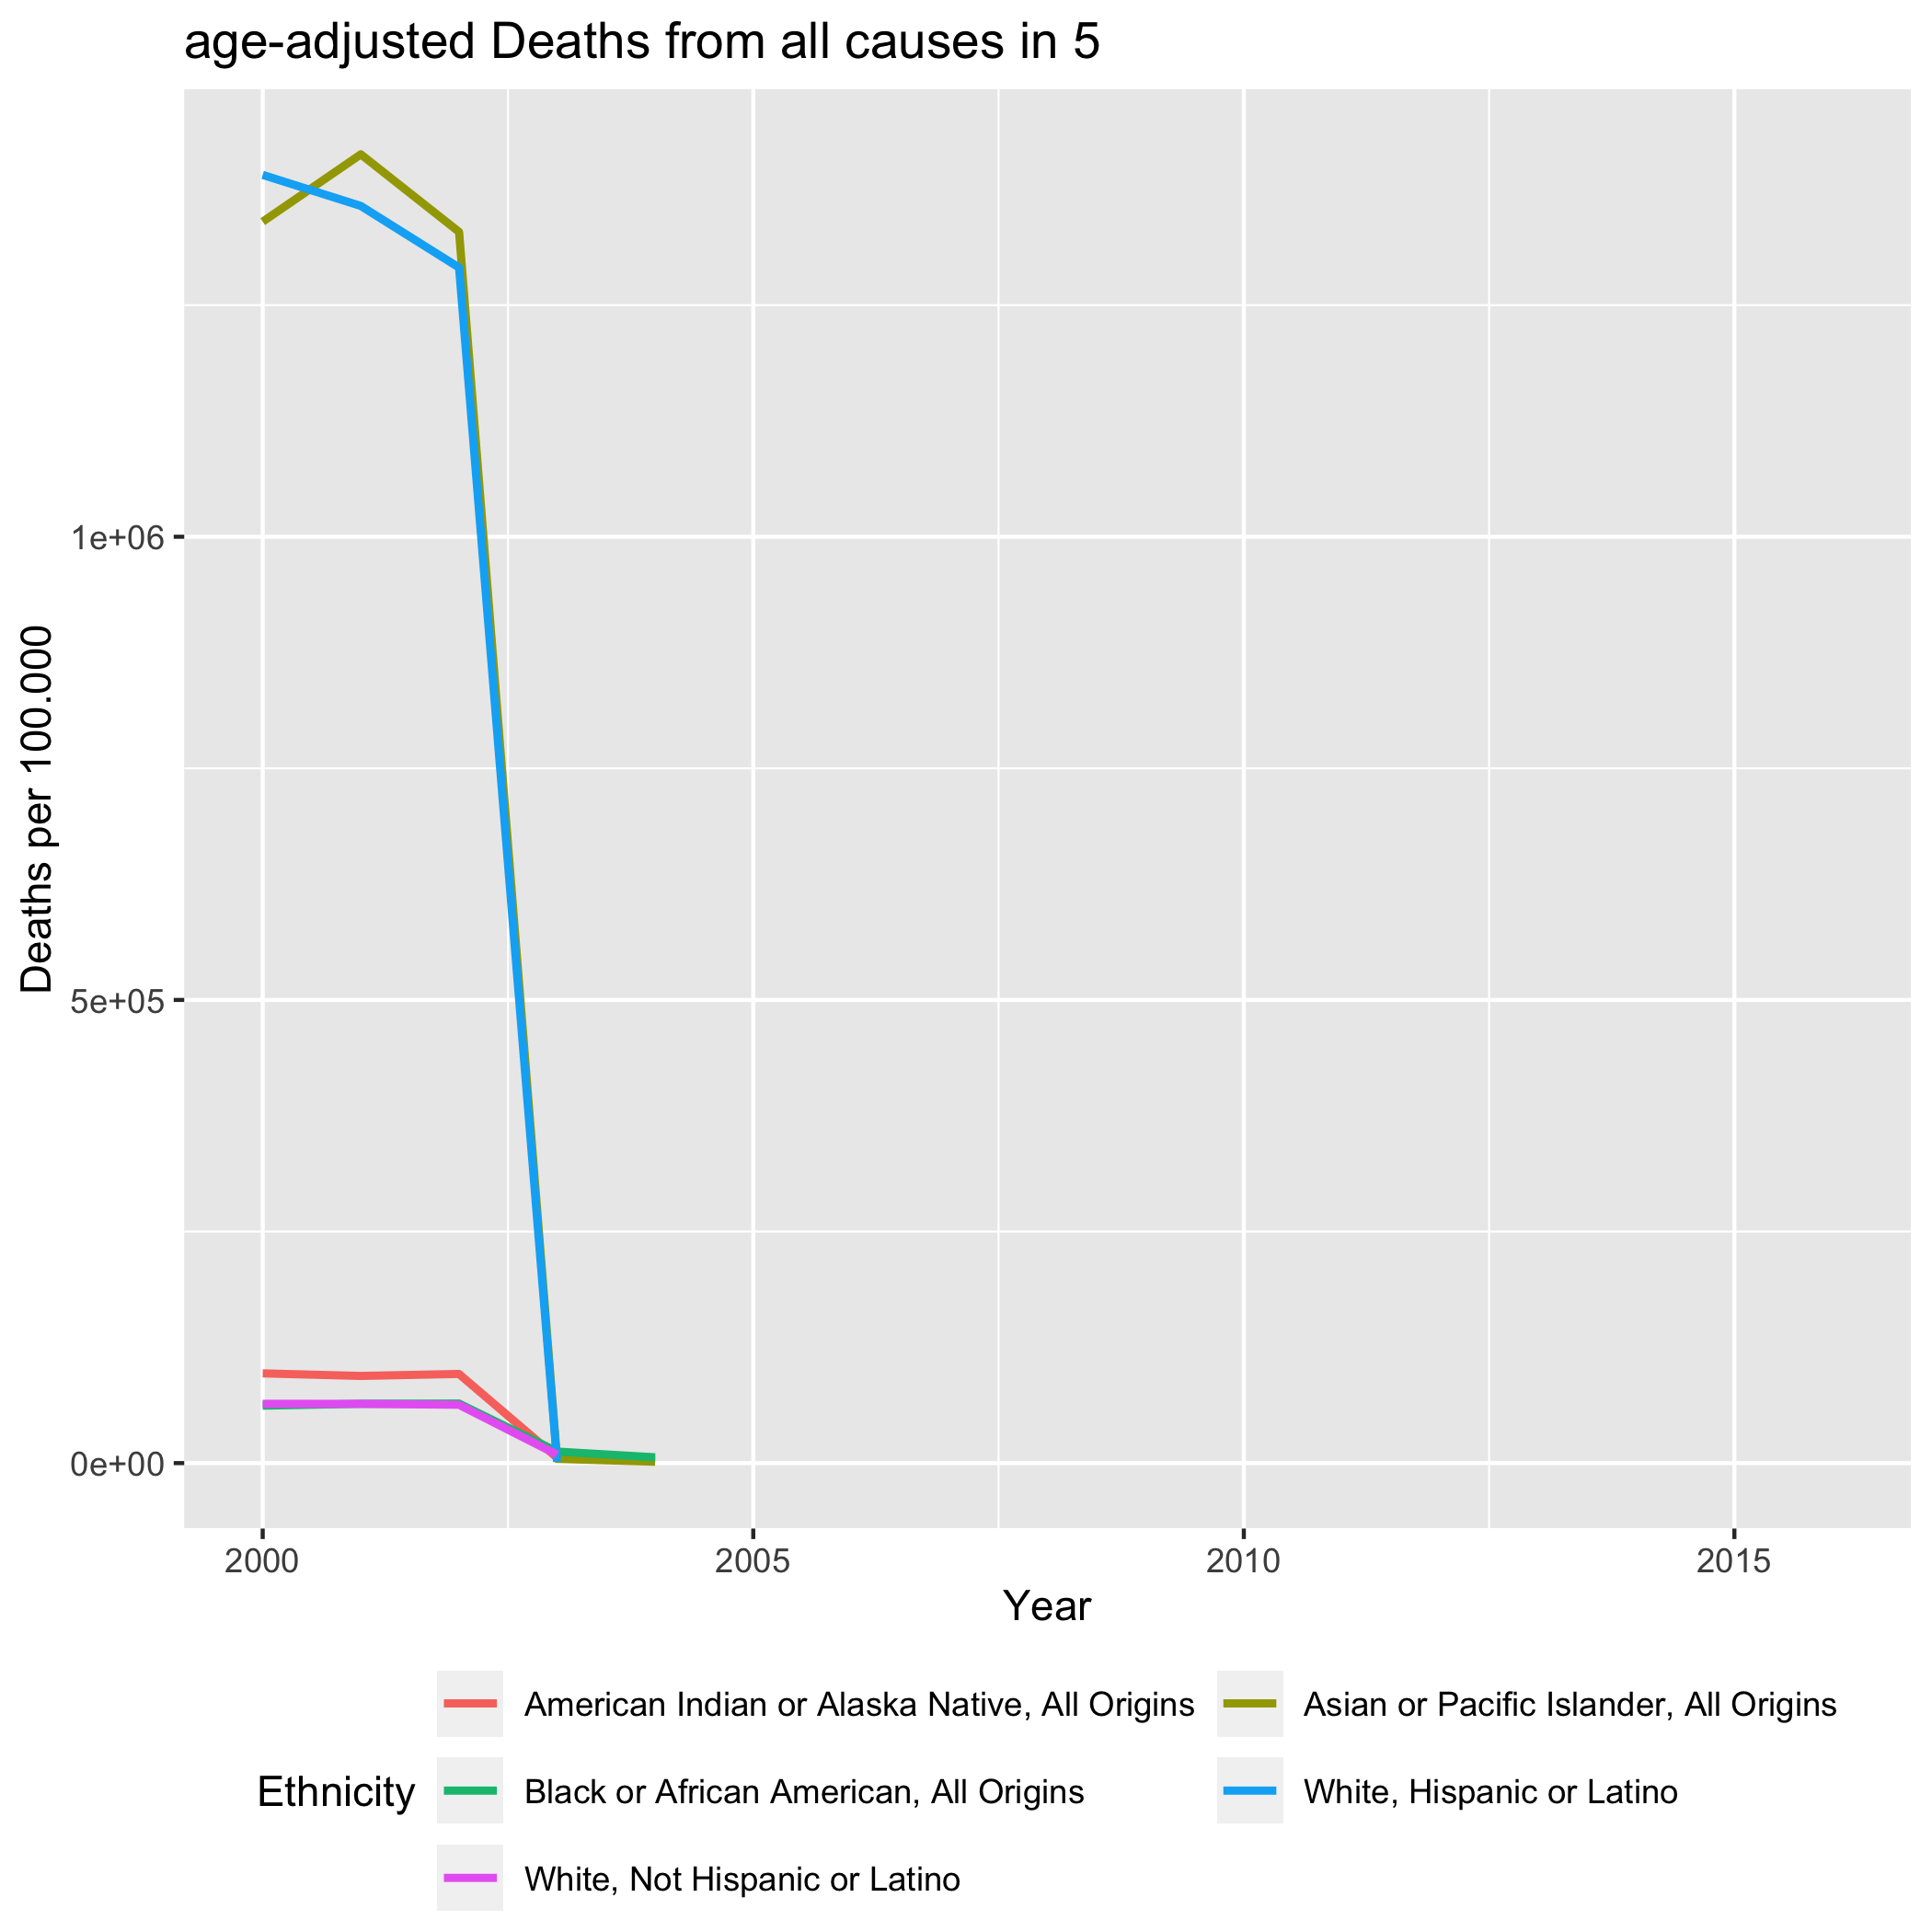 age-adjusted Deaths from all causes in 5
Deaths per 100.000
1e+06
5e+05
0e+00
2000 2005 2010 2015
Year
Ethnicity
American Indian or Alaska Native, All Origins
Asian or Pacific Islander, All Origins
Black or African American, All Origins
White, Hispanic or Latino
White, Not Hispanic or Latino